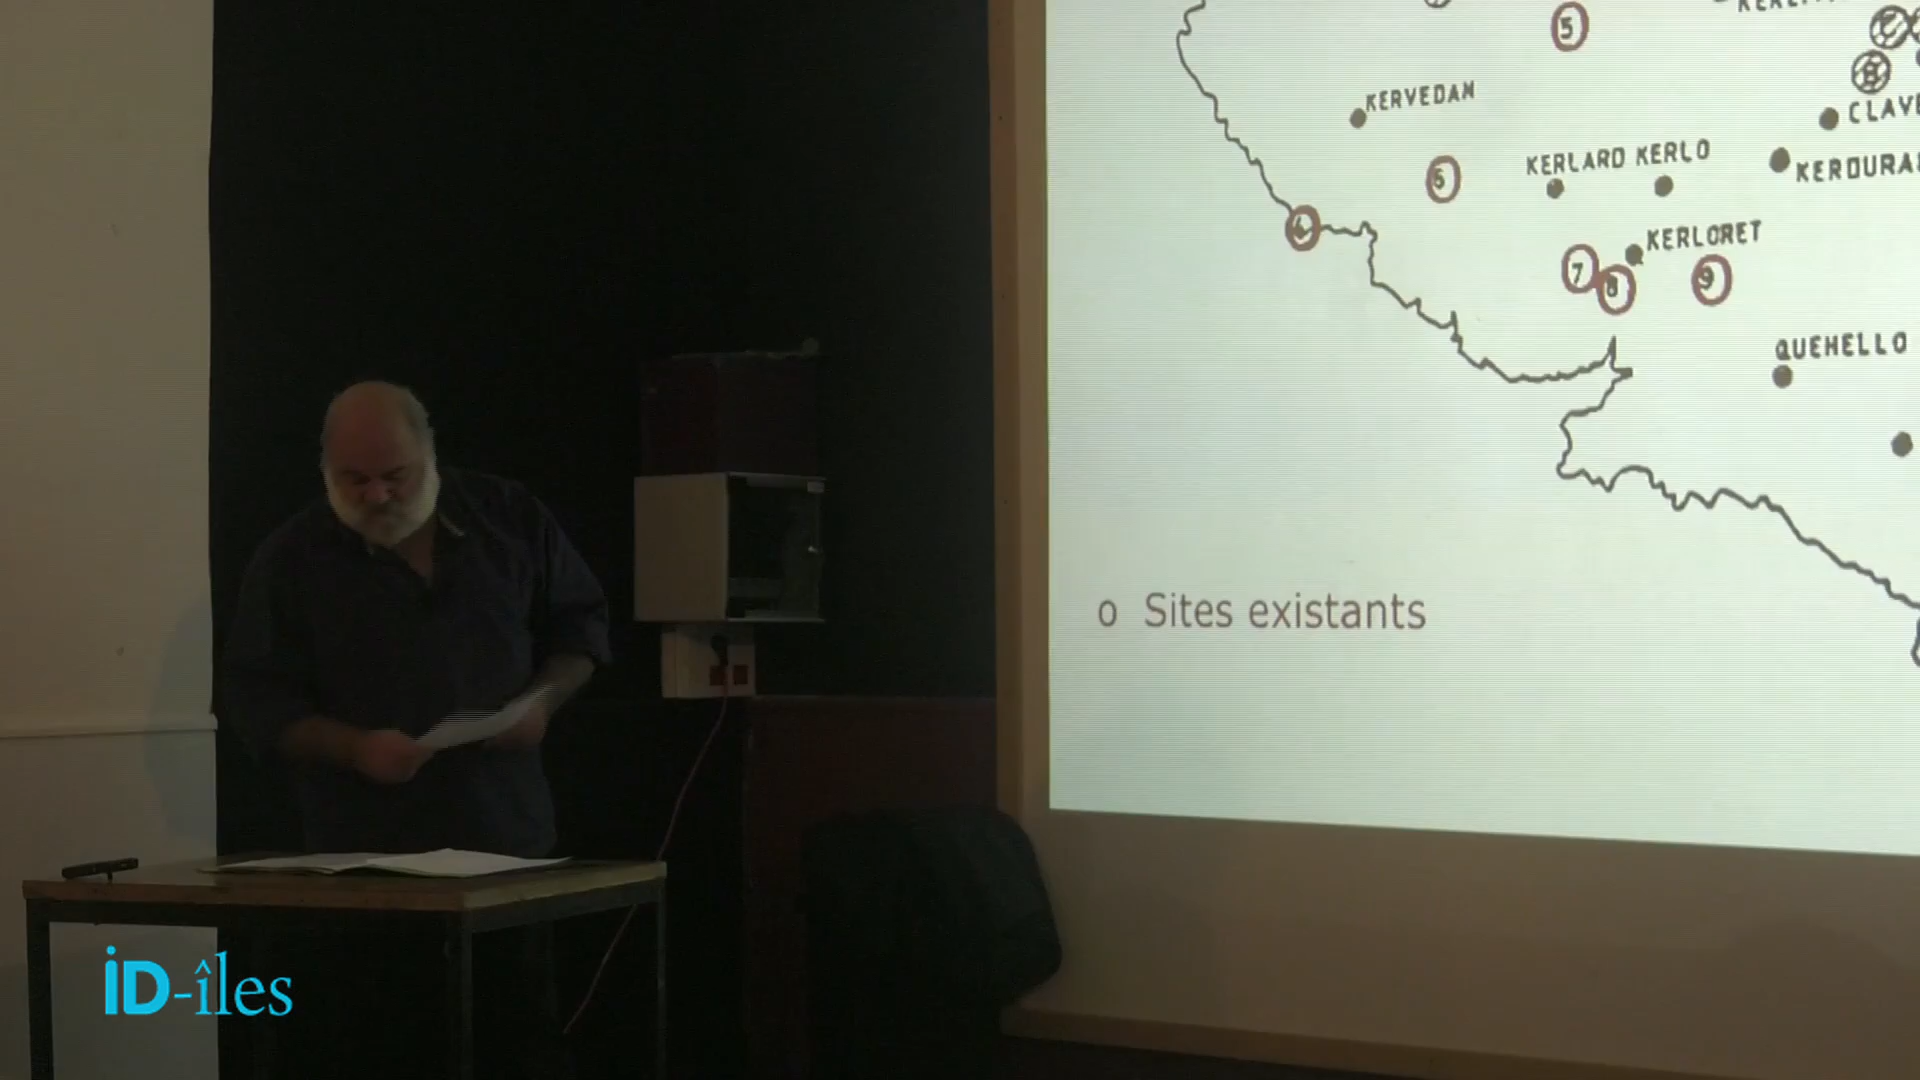 5
KERVEDAN
CLAVE
KERLARD KERLO
KERDURA
6
KERLORET
7
8
9
QUEHELLO
o Sites existants
iD-îles